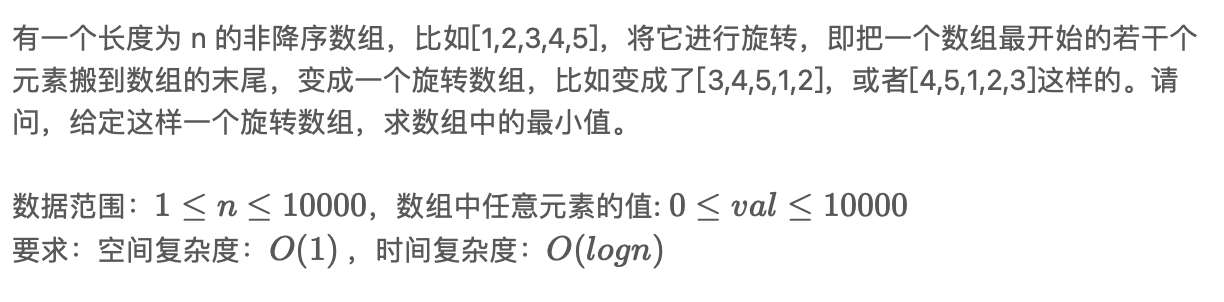 有一个长度为 n 的非降序数组，比如[1,2,3,4,5]，将它进行旋转，即把一个数组最开始的若干个
元素搬到数组的末尾，变成一个旋转数组，比如变成了[3,4,5,1,2]，或者[4,5,1,2,3]这样的。请
问，给定这样一个旋转数组，求数组中的最小值。
数据范围：1 ≤ n ≤ 10000，数组中任意元素的值: 0 ≤ val ≤ 10000
要求：空间复杂度：O(1) ，时间复杂度：O(logn)